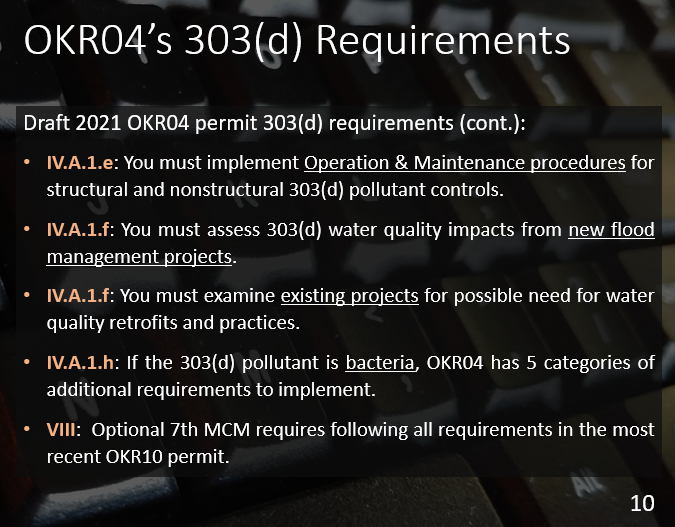 OKR04's 303(d) Requirements
Draft 2021 OKR04 permit 303(d) requirements (cont.):
• IV.A.1.e: You must implement Operation & Maintenance procedures for
structural and nonstructural 303(d) pollutant controls.
• IV.A.1.f: You must assess 303(d) water quality impacts from new flood
management projects.
• IV.A.1.f: You must examine existing projects for possible need for water
quality retrofits and practices.
• IV.A.1.h: If the 303(d) pollutant is bacteria, OKR04 has 5 categories of
additional requirements to implement.
• VIII: Optional 7th MCM requires following all requirements in the most
recent OKR10 permit.
Alt
10